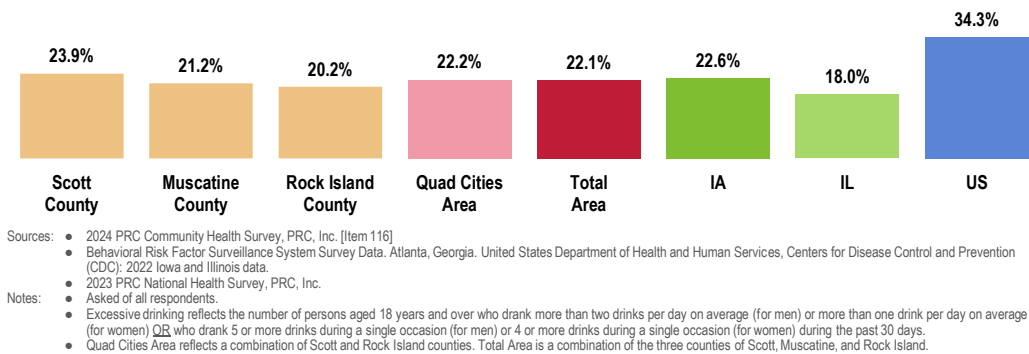 34.3%
23.9%
21.2%
20.2%
22.2%
22.1%
22.6%
18.0%
Scott County
Muscatine County
Rock Island County
Quad Cities Area
Total Area
IA
IL
US
Sources: ● 2024 PRC Community Health Survey, PRC, Inc. [Item 116]
● Behavioral Risk Factor Surveillance System Survey Data. Atlanta, Georgia. United States Department of Health and Human Services, Centers for Disease Control and Prevention
(CDC): 2022 Iowa and Illinois data.
● 2023 PRC National Health Survey, PRC, Inc.
Notes: ● Asked of all respondents.
● Excessive drinking reflects the number of persons aged 18 years and over who drank more than two drinks per day on average (for men) or more than one drink per day on average
(for women) OR who drank 5 or more drinks during a single occasion (for men) or 4 or more drinks during a single occasion (for women) during the past 30 days.
● Quad Cities Area reflects a combination of Scott and Rock Island counties. Total Area is a combination of the three counties of Scott, Muscatine, and Rock Island.